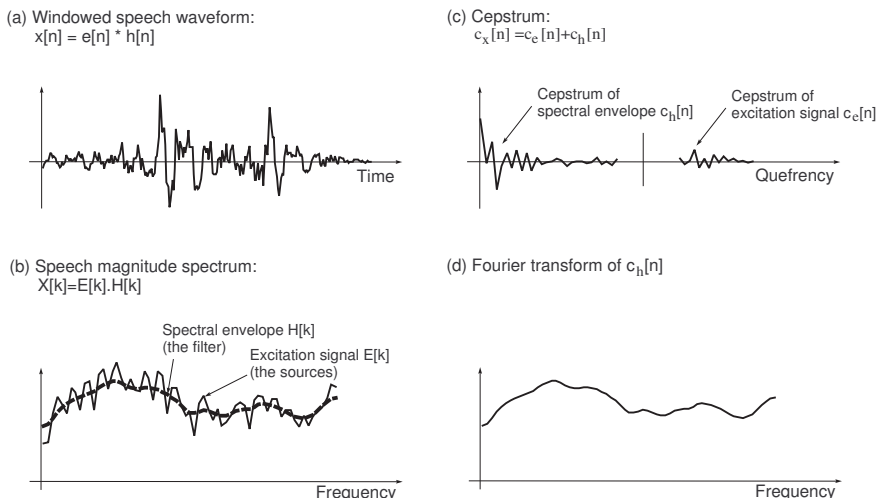 (a) Windowed speech waveform:
x[n] = e[n] * h[n]
Time
(c) Cepstrum:
c_x[n] =c_e[n]+c_h[n]
Cepstrum of
spectral envelope c_h[n]
Cepstrum of
excitation signal c_e[n]
Quefrency
(b) Speech magnitude spectrum:
X[k]=E[k].H[k]
Spectral envelope H[k]
(the filter)
Excitation signal E[k]
(the sources)
Frequency
(d) Fourier transform of c_h[n]
Frequency